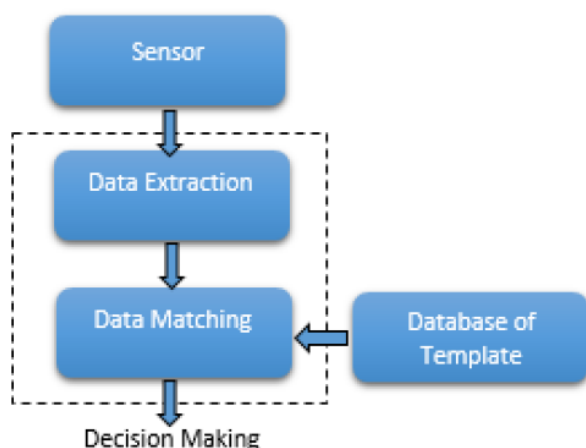 Sensor
Data Extraction
Data Matching
Database of
Template
Decision Making